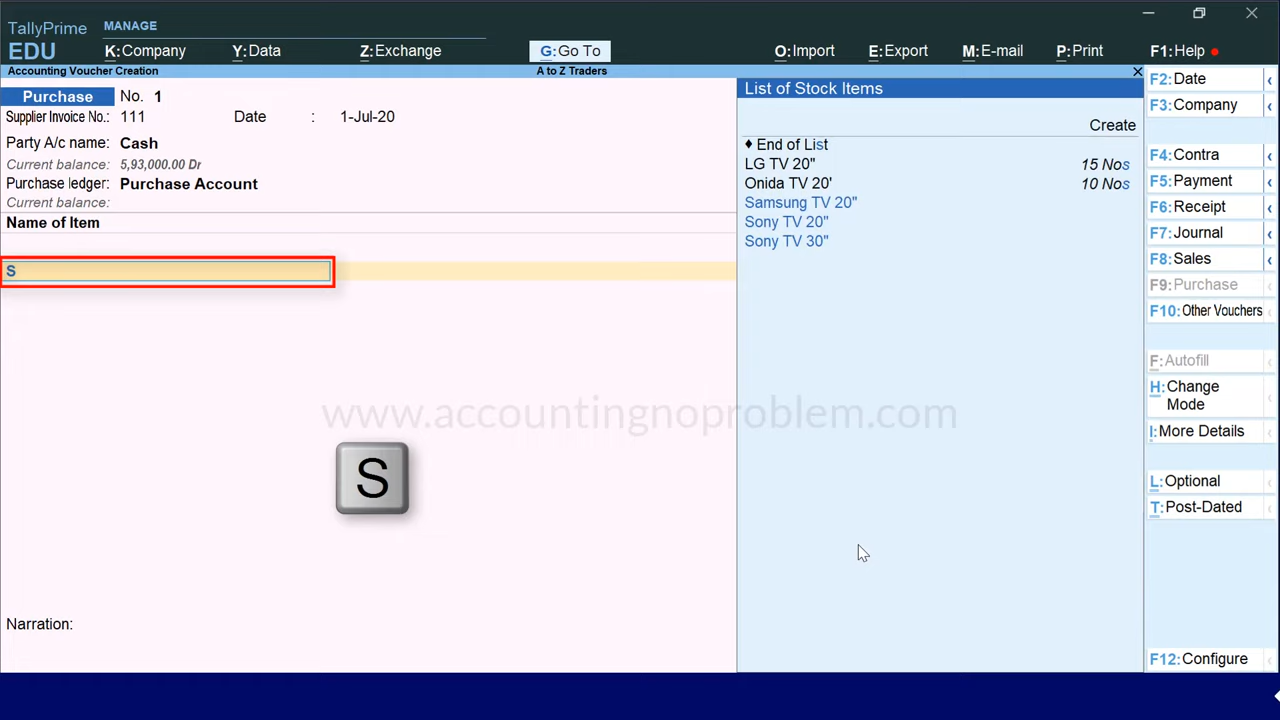 TallyPrime MANAGE
EDU K:Company Y:Data Z:Exchange G:Go To O:Import E:Export M:E-mail P:Print F1:Help
Accounting Voucher Creation A to Z Traders
Purchase No. 1
Supplier Invoice No.: 111 Date : 1-Jul-20
Party A/c name: Cash
Current balance: 5,93,000.00 Dr
Purchase ledger: Purchase Account
Current balance:
Name of Item
S
List of Stock Items
Create
♦ End of List
LG TV 20" 15 Nos
Onida TV 20' 10 Nos
Samsung TV 20"
Sony TV 20"
Sony TV 30"
F2:Date
F3:Company
F4:Contra
F5:Payment
F6:Receipt
F7:Journal
F8:Sales
F9:Purchase
F10:Other Vouchers
F:Autofill
H:Change
Mode
I:More Details
L:Optional
T:Post-Dated
F12:Configure
www.accountingnoproblem.com
S
Narration: